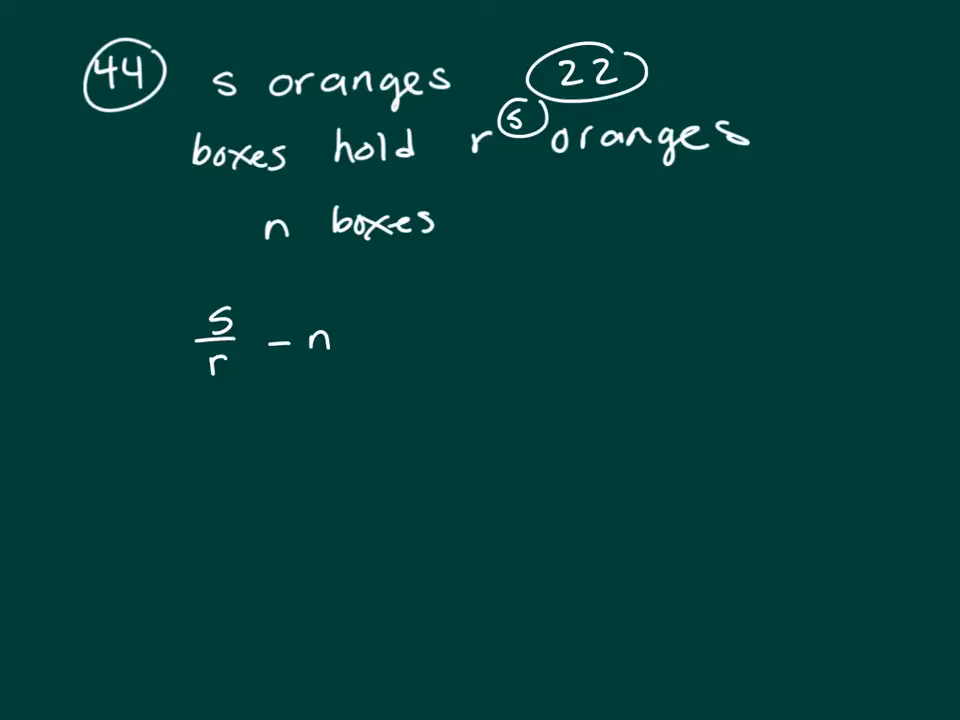 44 s oranges 22
boxes hold r 5 oranges
n boxes
s
r - n